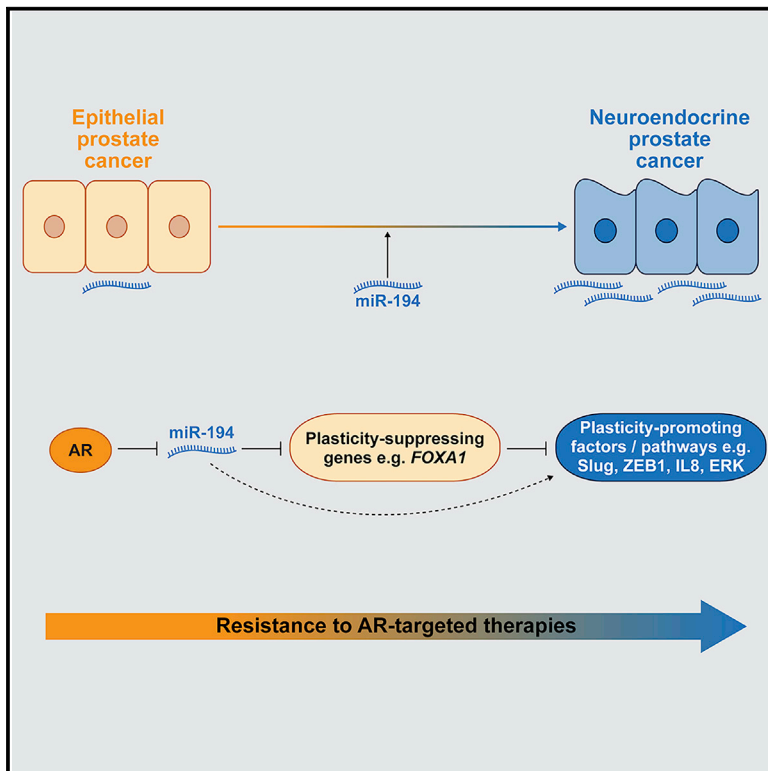 Epithelial
prostate
cancer
Neuroendocrine
prostate
cancer
miR-194
AR
miR-194
Plasticity-suppressing
genes e.g. FOXA1
Plasticity-promoting
factors / pathways e.g.
Slug, ZEB1, IL8, ERK
Resistance to AR-targeted therapies